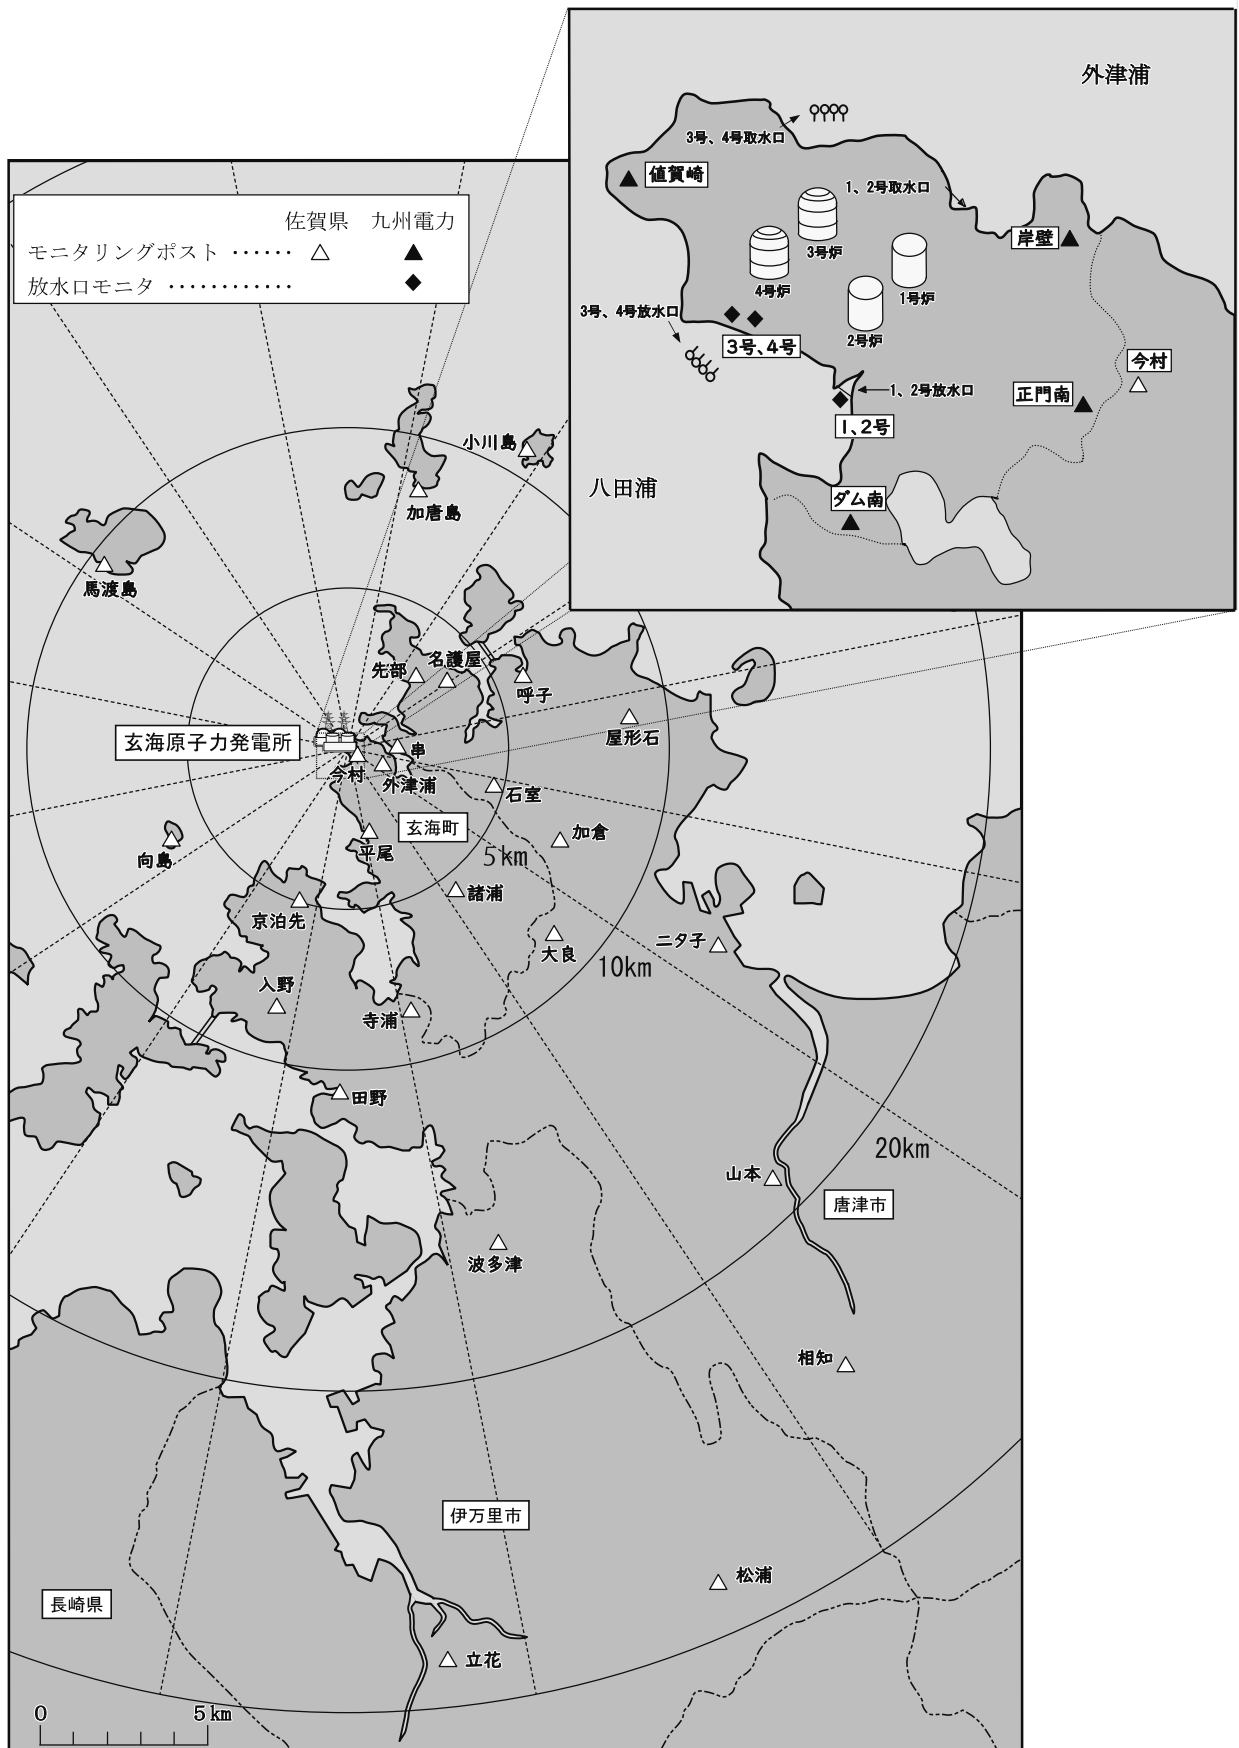 外津浦
3号、4号取水口
値賀崎
1、2号取水口
岸壁
3号炉
4号炉
1号炉
2号炉
3号、4号放水口
3号、4号
今村
正門南
1、2号放水口
1、2号
八田浦
ダム南
佐賀県 九州電力
モニタリングポスト ‥‥‥ △ ▲
放水口モニタ ‥‥‥‥‥‥ ◆
小川島
加唐島
馬渡島
名護屋
先部
呼子
屋形石
玄海原子力発電所
串
今村
外津浦
石室
玄海町
加倉
平尾
5km
向島
諸浦
京泊先
大良
二タ子
10km
入野
寺浦
田野
20km
山本
唐津市
波多津
相知
伊万里市
松浦
長崎県
立花
0 5km